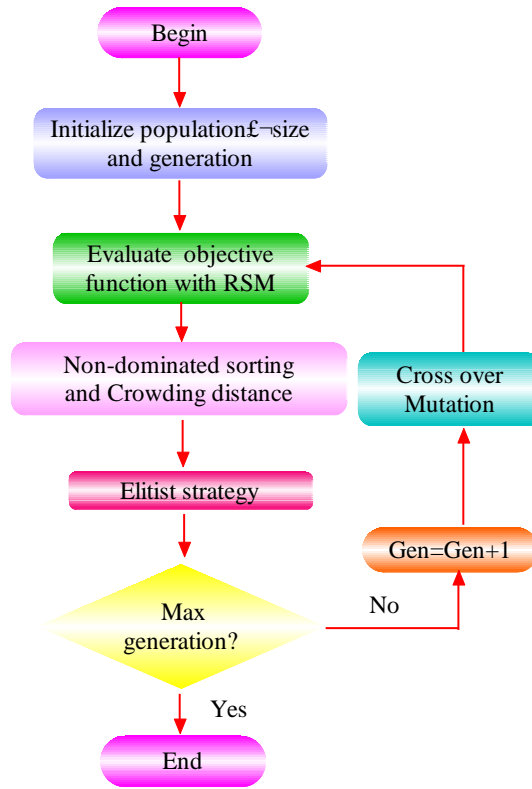 Begin
Initialize population£¬size
and generation
Evaluate objective
function with RSM
Non-dominated sorting
and Crowding distance
Cross over
Mutation
Elitist strategy
Gen=Gen+1
No
Max
generation?
Yes
End